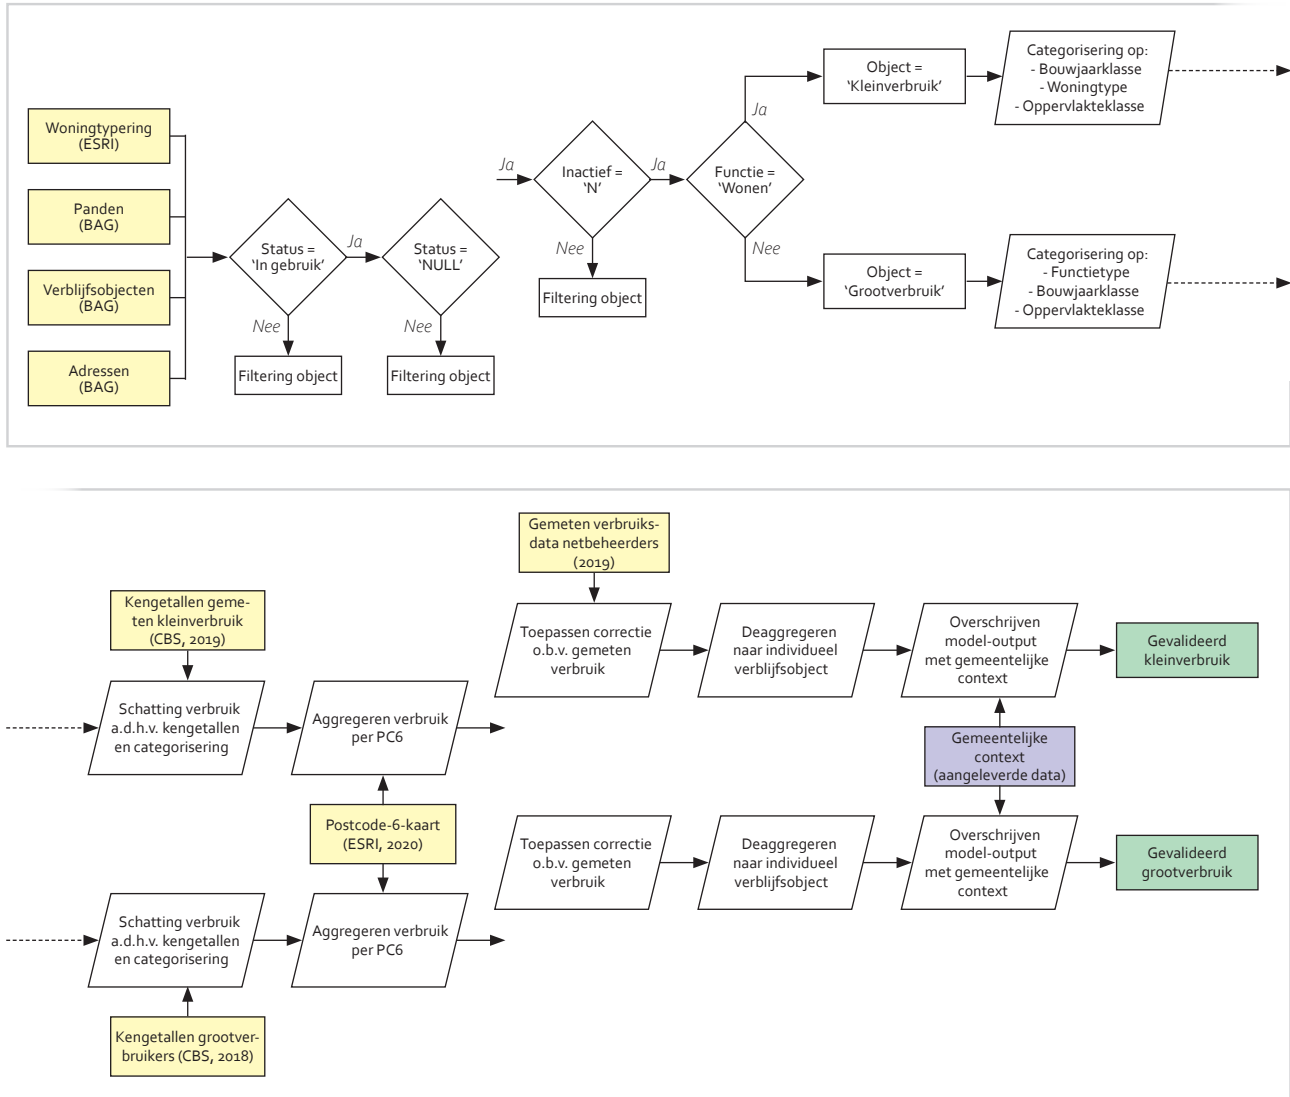 Woningtypering
(ESRI)
Panden
(BAG)
Verblijfsobjecten
(BAG)
Adressen
(BAG)
Status =
‘In gebruik’
Ja
Nee
Filtering object
Status =
‘NULL’
Nee
Filtering object
Ja
Inactief =
‘N’
Ja
Nee
Filtering object
Functie =
‘Wonen’
Ja
Nee
Object =
‘Kleinverbruik’
Categorisering op:
- Bouwjaarklasse
- Woningtype
- Oppervlakteklasse
Object =
‘Grootverbruik’
Categorisering op:
- Functietype
- Bouwjaarklasse
- Oppervlakteklasse
Kengetallen geme-
ten kleinverbruik
(CBS, 2019)
Schatting verbruik
a.d.h.v. kengetallen
en categorisering
Aggregeren verbruik
per PC6
Postcode-6-kaart
(ESRI, 2020)
Schatting verbruik
a.d.h.v. kengetallen
en categorisering
Aggregeren verbruik
per PC6
Kengetallen grootver-
bruikers (CBS, 2018)
Gemeten verbruiks-
data netbeheerders
(2019)
Toepassen correctie
o.b.v. gemeten
verbruik
Deaggregeren
naar individueel
verblijfsobject
Overschrijven
model-output
met gemeentelijke
context
Gevalideerd
kleinverbruik
Gemeentelijke
context
(aangeleverde data)
Toepassen correctie
o.b.v. gemeten
verbruik
Deaggregeren
naar individueel
verblijfsobject
Overschrijven
model-output
met gemeentelijke
context
Gevalideerd
grootverbruik